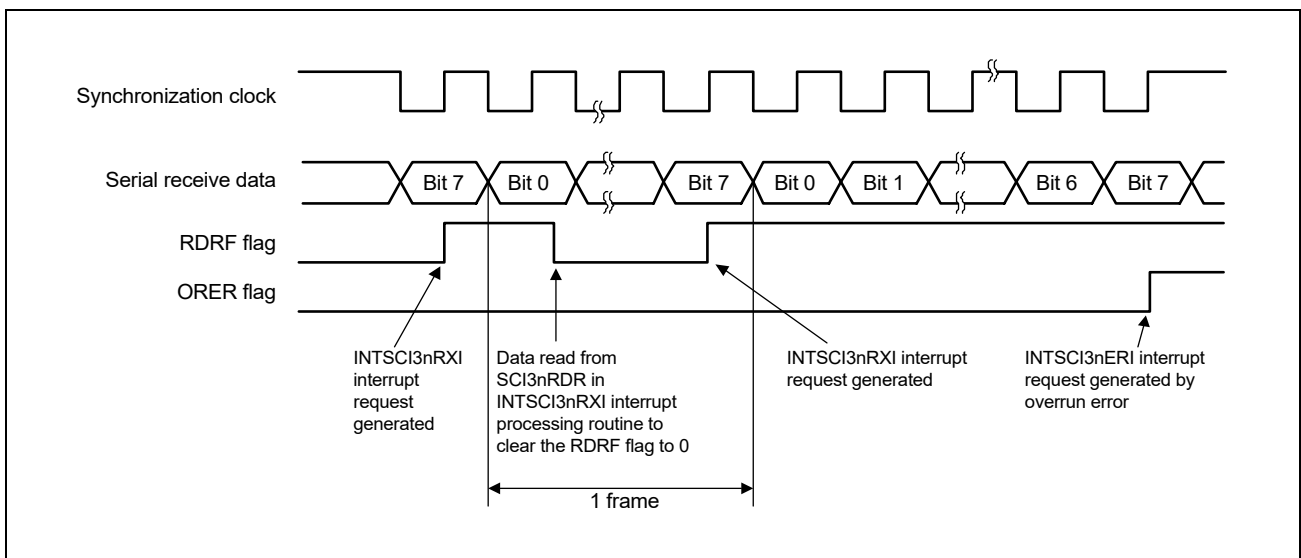 Synchronization clock
Serial receive data
Bit 7
Bit 0
Bit 7
Bit 0
Bit 1
Bit 6
Bit 7
RDRF flag
ORER flag
INTSCI3nRXI
interrupt
request
generated
Data read from
SCI3nRDR in
INTSCI3nRXI interrupt
processing routine to
clear the RDRF flag to 0
INTSCI3nRXI interrupt
request generated
INTSCI3nERI interrupt
request generated by
overrun error
1 frame